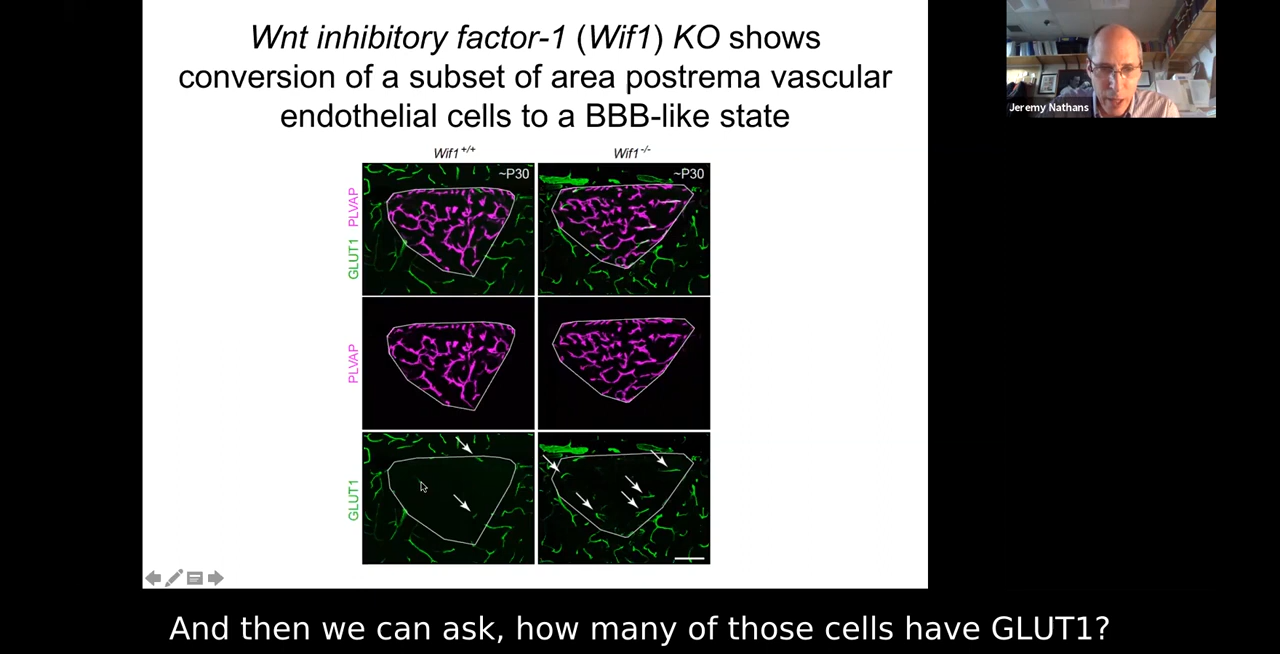 Wnt inhibitory factor-1 (Wif1) KO shows
conversion of a subset of area postrema vascular
endothelial cells to a BBB-like state
Jeremy Nathans
Wif1+/+
Wif1-/-
~P30
~P30
GLUT1 PLVAP
PLVAP
GLUT1
And then we can ask, how many of those cells have GLUT1?